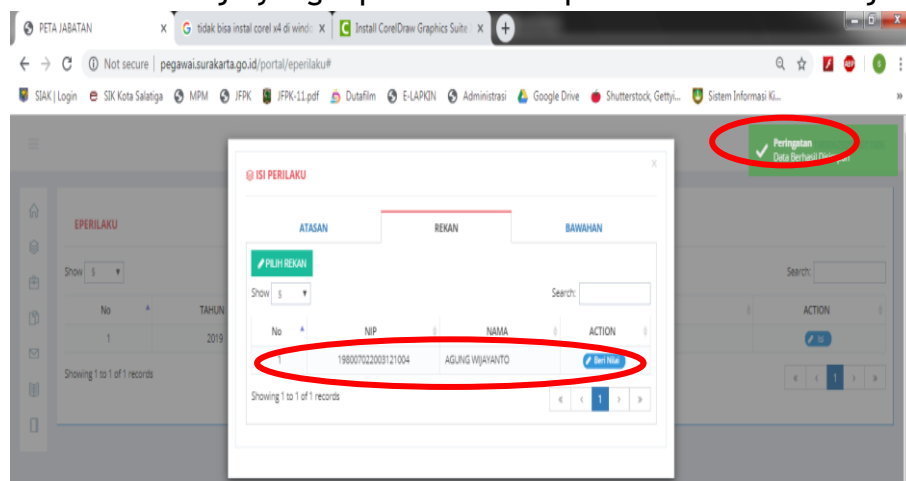 PETA JABATAN
tidak bisa instal corel x4 di windo
Install CorelDraw Graphics Suite
Not secure | pegawai.surakarta.go.id/portal/eperilaku#
SIAK | Login SIK Kota Salatiga MPM JFPK JFPK-11.pdf Dutafilm E-LAPKIN Administrasi Google Drive Shutterstock, Gettyi... Sistem Informasi Ki...
Peringatan
Data Berhasil
ISI PERILAKU
x
EPERILAKU
ATASAN REKAN BAWAHAN
PILIH REKAN
Show 5
Search:
Show 5
Search:
No TAHUN ACTION
No NIP NAMA ACTION
1 2019 Isi
1 198007022003121004 AGUNG WIJAYANTO Beri Nilai
Showing 1 to 1 of 1 records
« ‹ 1 › »
Showing 1 to 1 of 1 records
« ‹ 1 › »